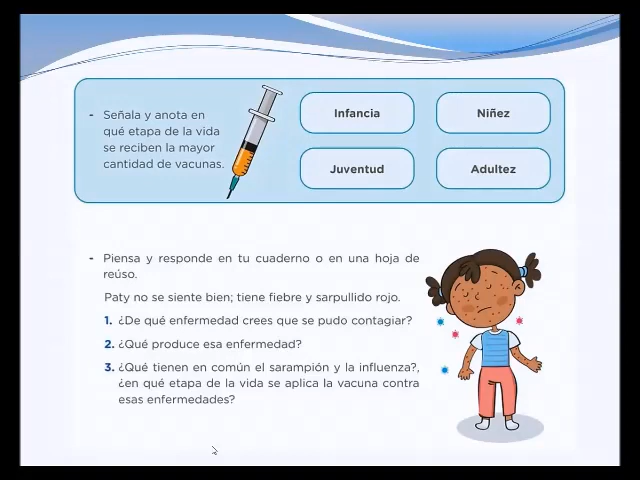 - Señala y anota en
qué etapa de la vida
se reciben la mayor
cantidad de vacunas.
Infancia
Niñez
Juventud
Adultez
- Piensa y responde en tu cuaderno o en una hoja de
reúso.
Paty no se siente bien; tiene fiebre y sarpullido rojo.
1. ¿De qué enfermedad crees que se pudo contagiar?
2. ¿Qué produce esa enfermedad?
3. ¿Qué tienen en común el sarampión y la influenza?,
¿en qué etapa de la vida se aplica la vacuna contra
esas enfermedades?